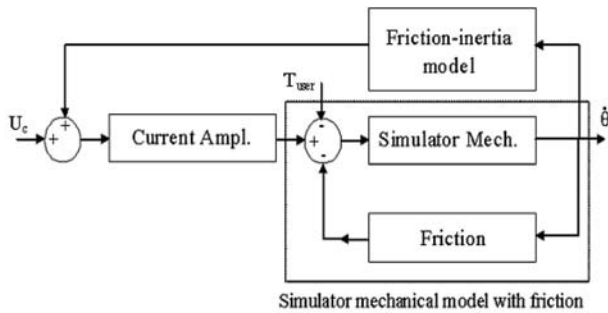 Friction-inertia
model
T_user
U_c
+
+
Current Ampl.
+
-
-
Simulator Mech.
θ̇
Friction
Simulator mechanical model with friction